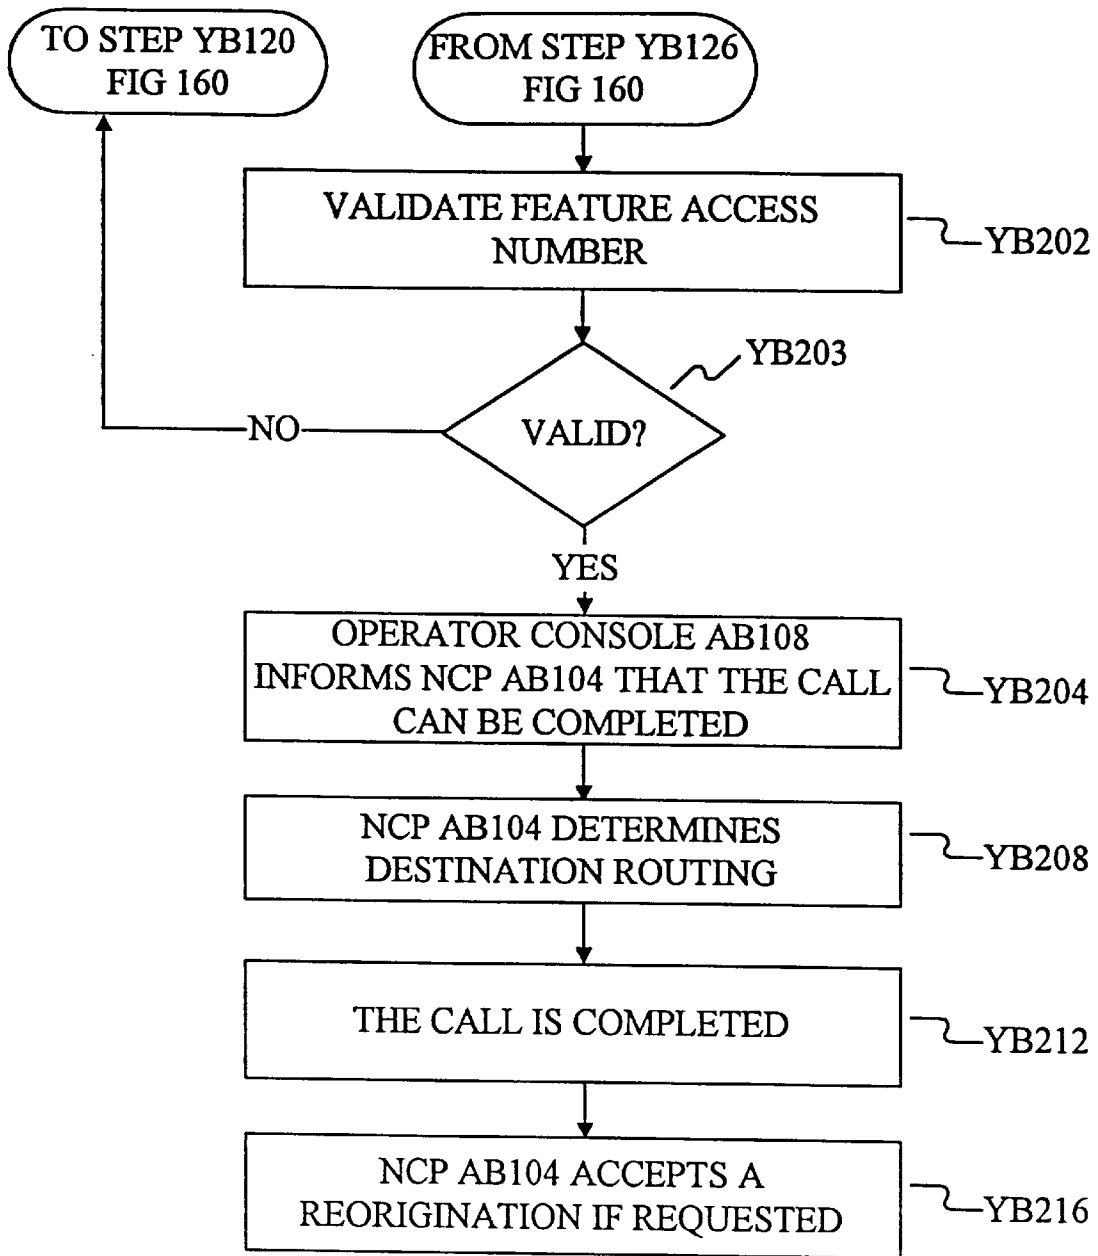 TO STEP YB120
FIG 160
FROM STEP YB126
FIG 160
VALIDATE FEATURE ACCESS
NUMBER
YB202
YB203
VALID?
NO
YES
OPERATOR CONSOLE AB108
INFORMS NCP AB104 THAT THE CALL
CAN BE COMPLETED
YB204
NCP AB104 DETERMINES
DESTINATION ROUTING
YB208
THE CALL IS COMPLETED
YB212
NCP AB104 ACCEPTS A
REORIGINATION IF REQUESTED
YB216